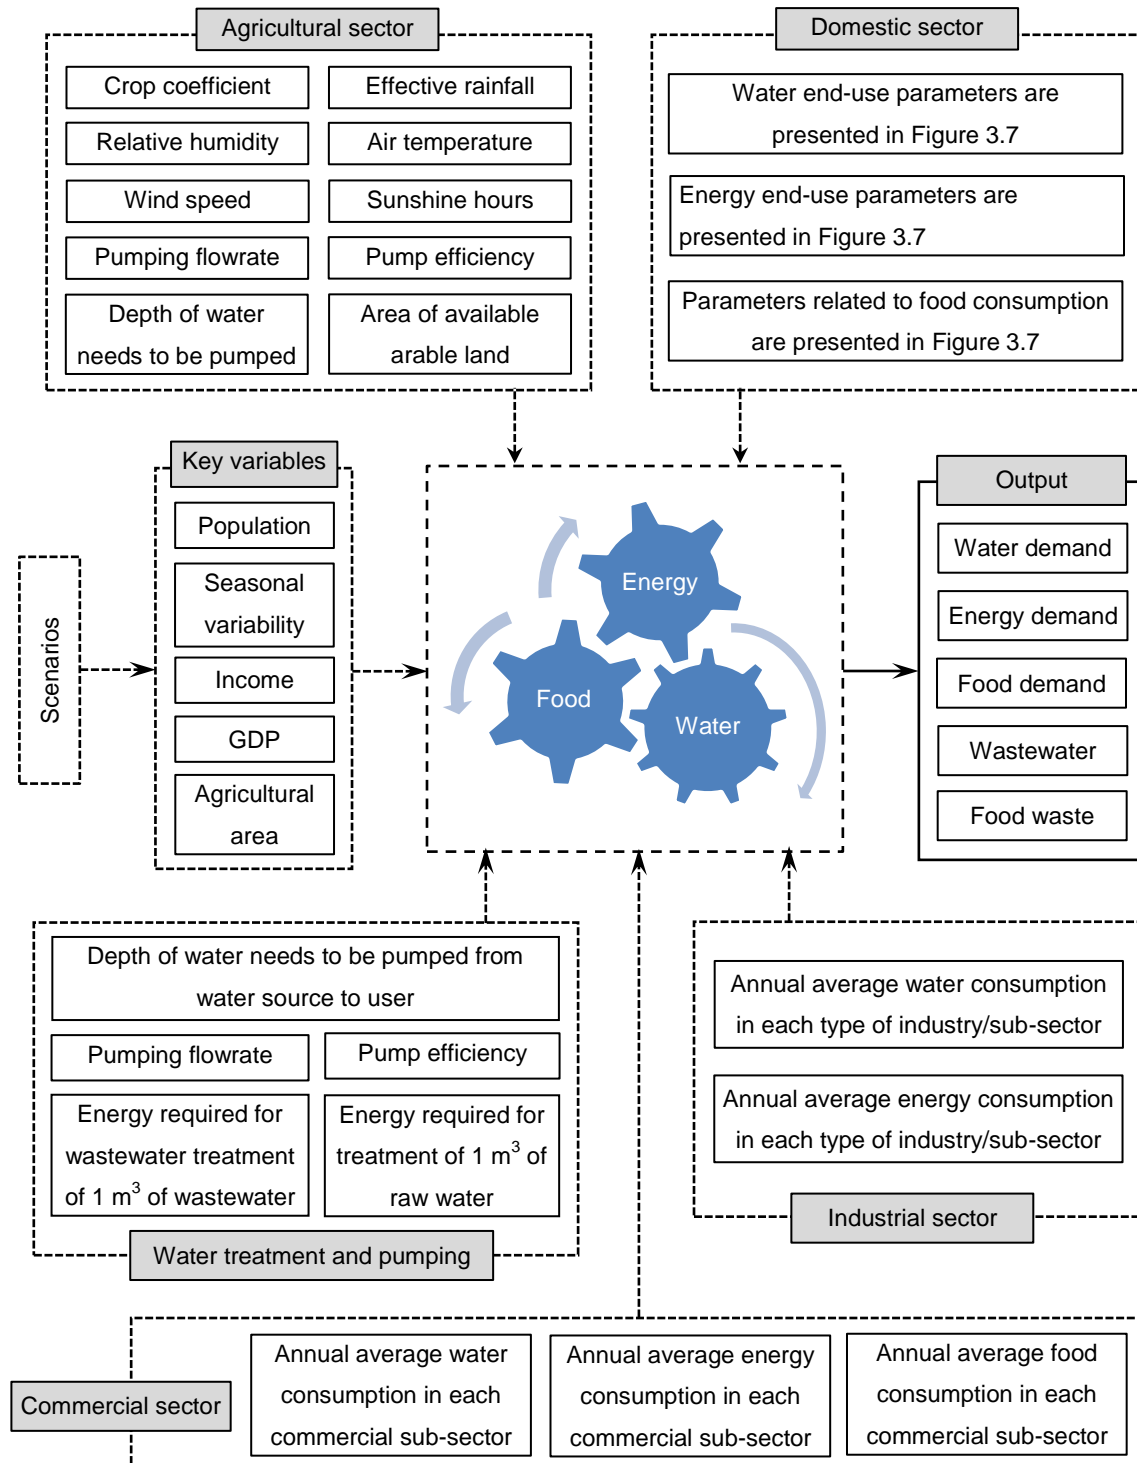 Agricultural sector
Crop coefficient
Effective rainfall
Relative humidity
Air temperature
Wind speed
Sunshine hours
Pumping flowrate
Pump efficiency
Depth of water
needs to be pumped
Area of available
arable land
Domestic sector
Water end-use parameters are
presented in Figure 3.7
Energy end-use parameters are
presented in Figure 3.7
Parameters related to food consumption
are presented in Figure 3.7
Scenarios
Key variables
Population
Seasonal
variability
Income
GDP
Agricultural
area
Energy
Food
Water
Output
Water demand
Energy demand
Food demand
Wastewater
Food waste
Depth of water needs to be pumped from
water source to user
Pumping flowrate
Pump efficiency
Energy required for
wastewater treatment
of 1 m³ of wastewater
Energy required for
treatment of 1 m³ of
raw water
Water treatment and pumping
Annual average water consumption
in each type of industry/sub-sector
Annual average energy consumption
in each type of industry/sub-sector
Industrial sector
Commercial sector
Annual average water
consumption in each
commercial sub-sector
Annual average energy
consumption in each
commercial sub-sector
Annual average food
consumption in each
commercial sub-sector